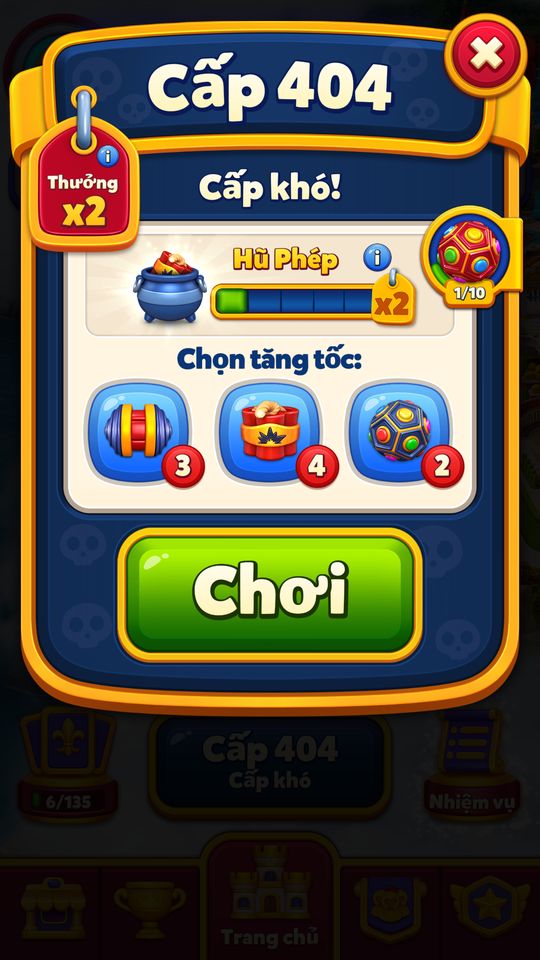 Cấp 404
Thưởng
x2
Cấp khó!
Hũ Phép
x2
1/10
Chọn tăng tốc:
3
4
2
Chơi
Cấp 404
Cấp khó
6/135
Nhiệm vụ
Trang chủ